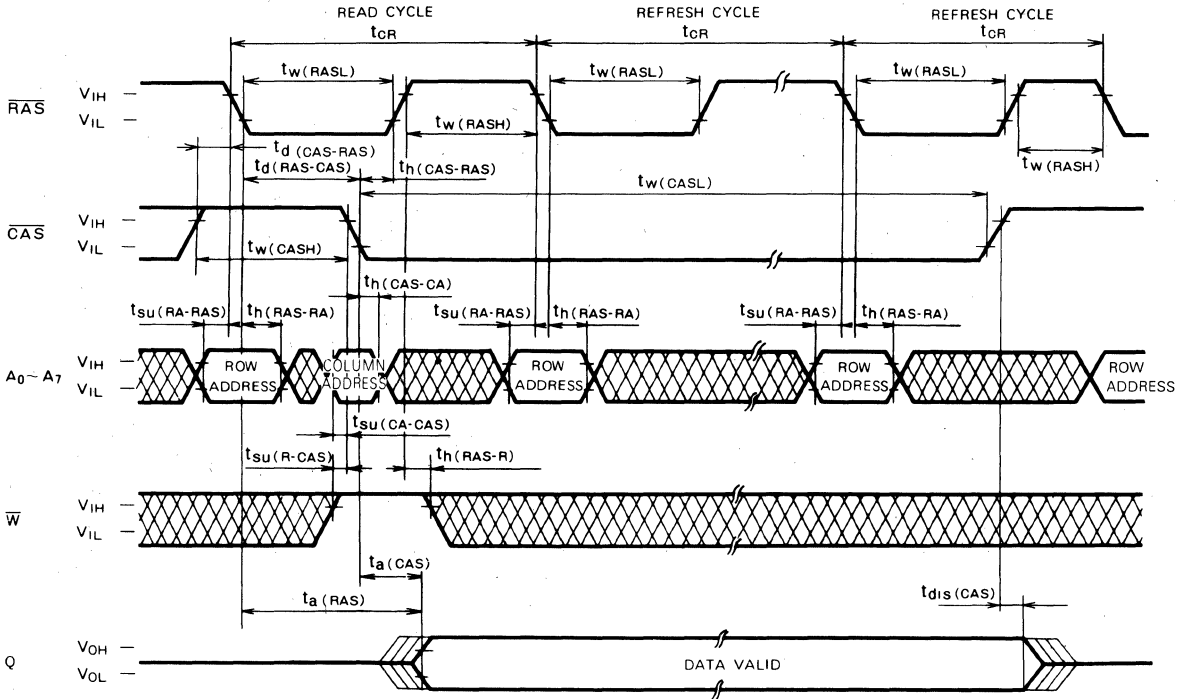 READ CYCLE REFRESH CYCLE REFRESH CYCLE
tCR tCR tCR
tw(RASL) tw(RASL) tw(RASL)
RAS VIH
VIL
tw(RASH) tw(RASH)
td(CAS-RAS)
td(RAS-CAS) th(CAS-RAS)
tw(CASL)
CAS VIH
VIL
tw(CASH)
th(CAS-CA)
tsu(RA-RAS) th(RAS-RA) tsu(RA-RAS) th(RAS-RA) tsu(RA-RAS) th(RAS-RA)
A0~A7 VIH
VIL
ROW ADDRESS
COLUMN ADDRESS
ROW ADDRESS
ROW ADDRESS
ROW ADDRESS
tsu(CA-CAS)
tsu(R-CAS) th(RAS-R)
W VIH
VIL
ta(CAS)
ta(RAS)
tdis(CAS)
Q VOH
VOL
DATA VALID